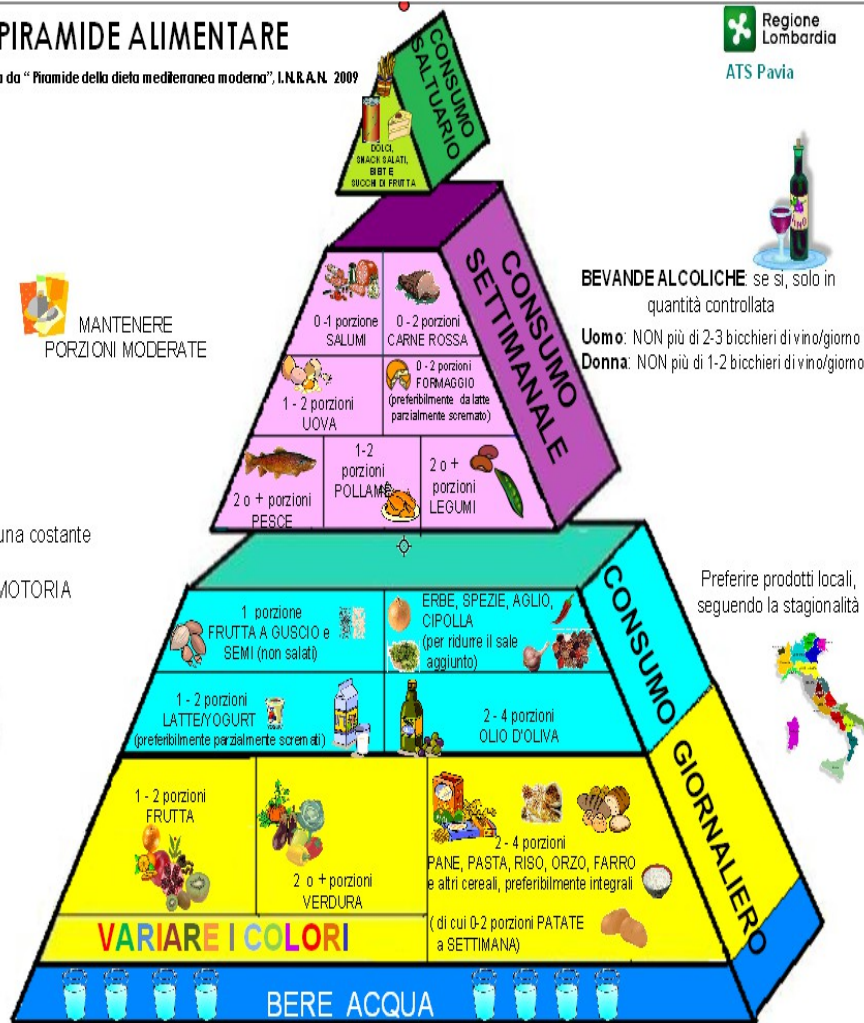 PIRAMIDE ALIMENTARE
a da “ Piramide della dieta mediterranea moderna”, I.N.R.A.N. 2009
Regione
Lombardia
ATS Pavia
CONSUMO
SALTUARIO
DOLCI,
SNACK SALATI,
BIBITE,
SUCCHI DI FRUTTA
CONSUMO
SETTIMANALE
BEVANDE ALCOLICHE: se si, solo in
quantità controllata
Uomo: NON più di 2-3 bicchieri di vino/giorno
Donna: NON più di 1-2 bicchieri di vino/giorno
MANTENERE
PORZIONI MODERATE
0 -1 porzione
SALUMI
0 - 2 porzioni
CARNE ROSSA
1 - 2 porzioni
UOVA
0 - 2 porzioni
FORMAGGIO
(preferibilmente da latte
parzialmente scremato)
2 o + porzioni
PESCE
1-2
porzioni
POLLAME
2 o +
porzioni
LEGUMI
una costante
MOTORIA
CONSUMO GIORNALIERO
Preferire prodotti locali,
seguendo la stagionalità
1 porzione
FRUTTA A GUSCIO e
SEMI (non salati)
ERBE, SPEZIE, AGLIO,
CIPOLLA
(per ridurre il sale
aggiunto)
1 - 2 porzioni
LATTE/YOGURT
(preferibilmente parzialmente scremati)
2 - 4 porzioni
OLIO D'OLIVA
1 - 2 porzioni
FRUTTA
2 o + porzioni
VERDURA
2 - 4 porzioni
PANE, PASTA, RISO, ORZO, FARRO
e altri cereali, preferibilmente integrali
( di cui 0-2 porzioni PATATE
a SETTIMANA)
VARIARE I COLORI
BERE ACQUA